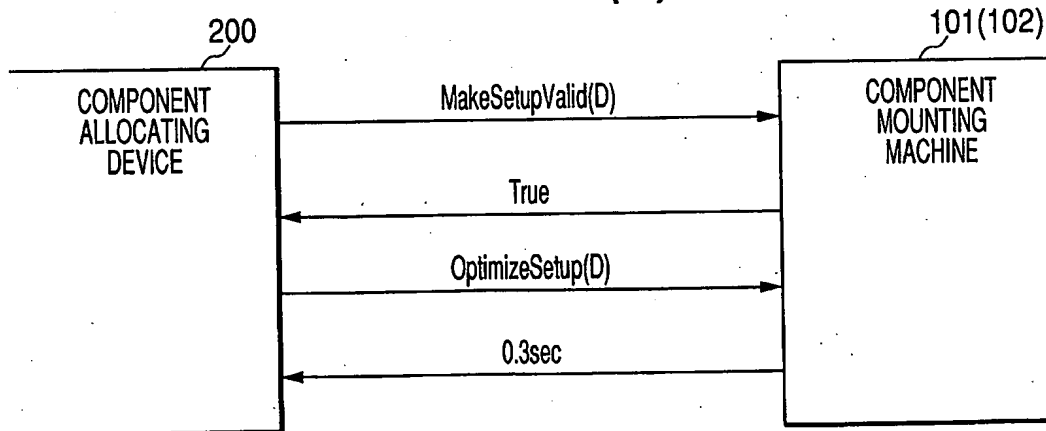 200
101(102)
COMPONENT
ALLOCATING
DEVICE
MakeSetupValid(D)
COMPONENT
MOUNTING
MACHINE
True
OptimizeSetup(D)
0.3sec